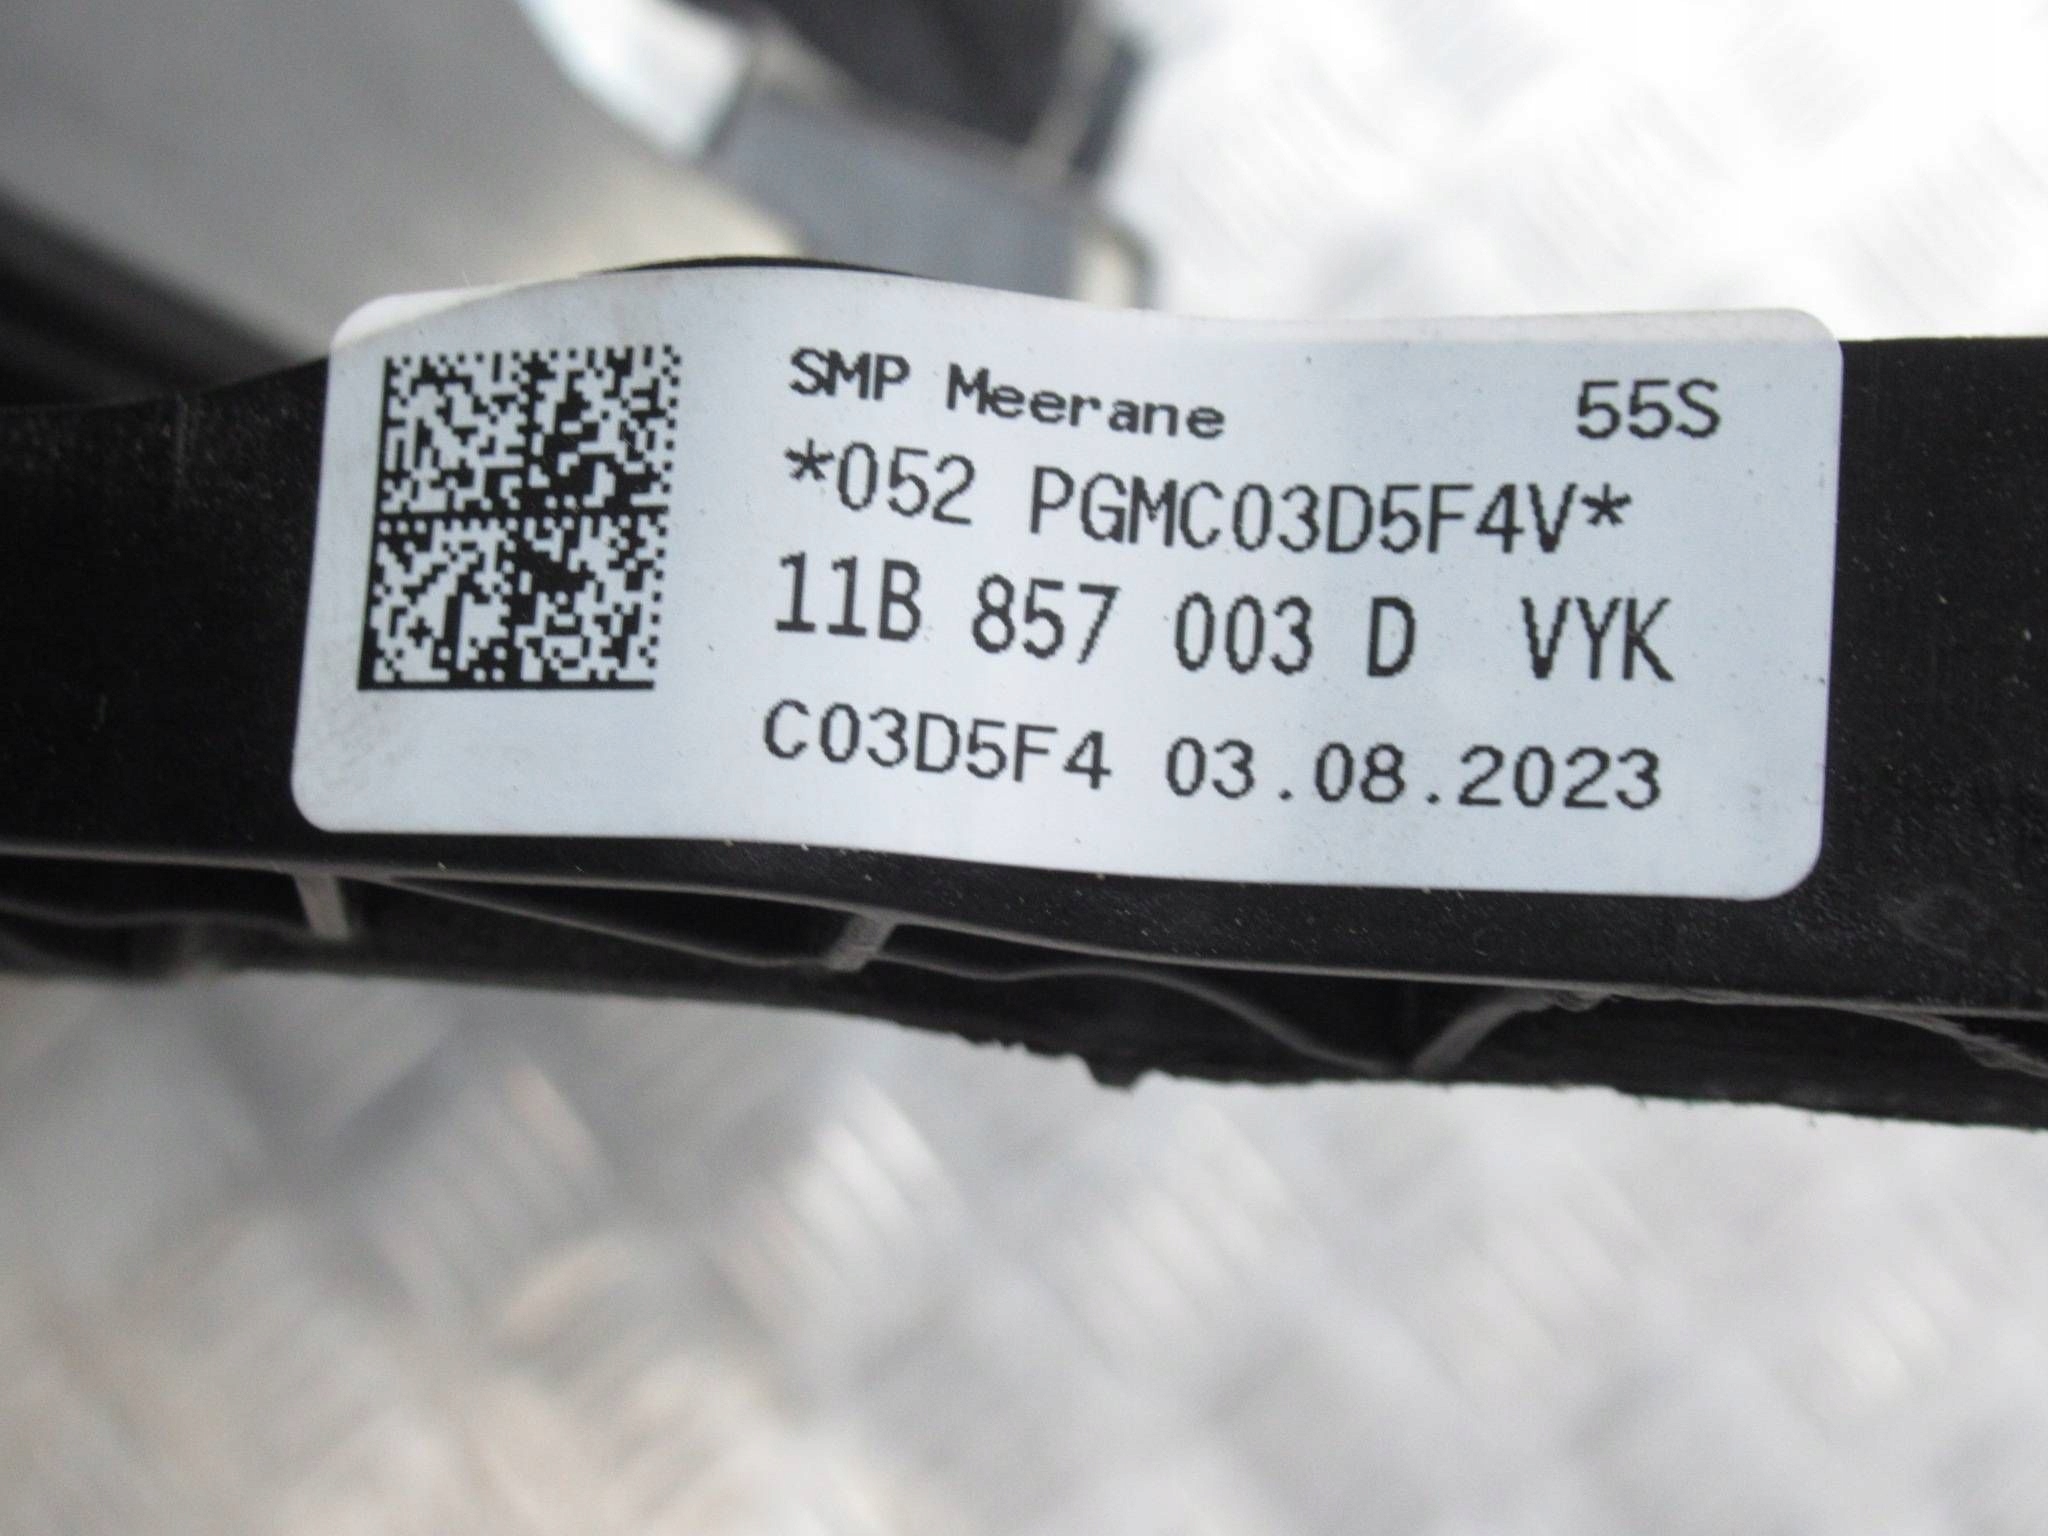 SMP Meerane 55S
*052 PGMC03D5F4V*
11B 857 003 D VYK
C03D5F4 03.08.2023